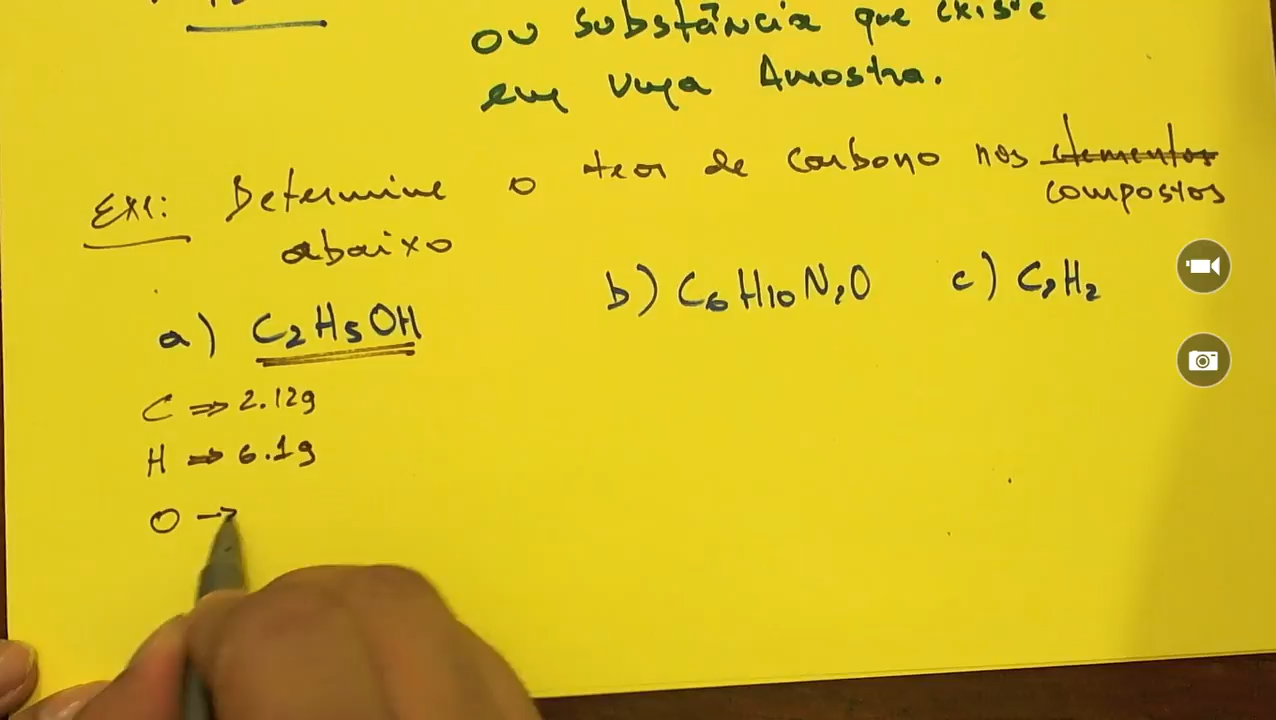 ou substância que existe
em uma Amostra.
Ex1: Determine o teor de carbono nos elementos
compostos
abaixo
a) C2H5OH
b) C6H10N2O
c) C2H2
C ⇒ 2.12g
H ⇒ 6.1g
O →